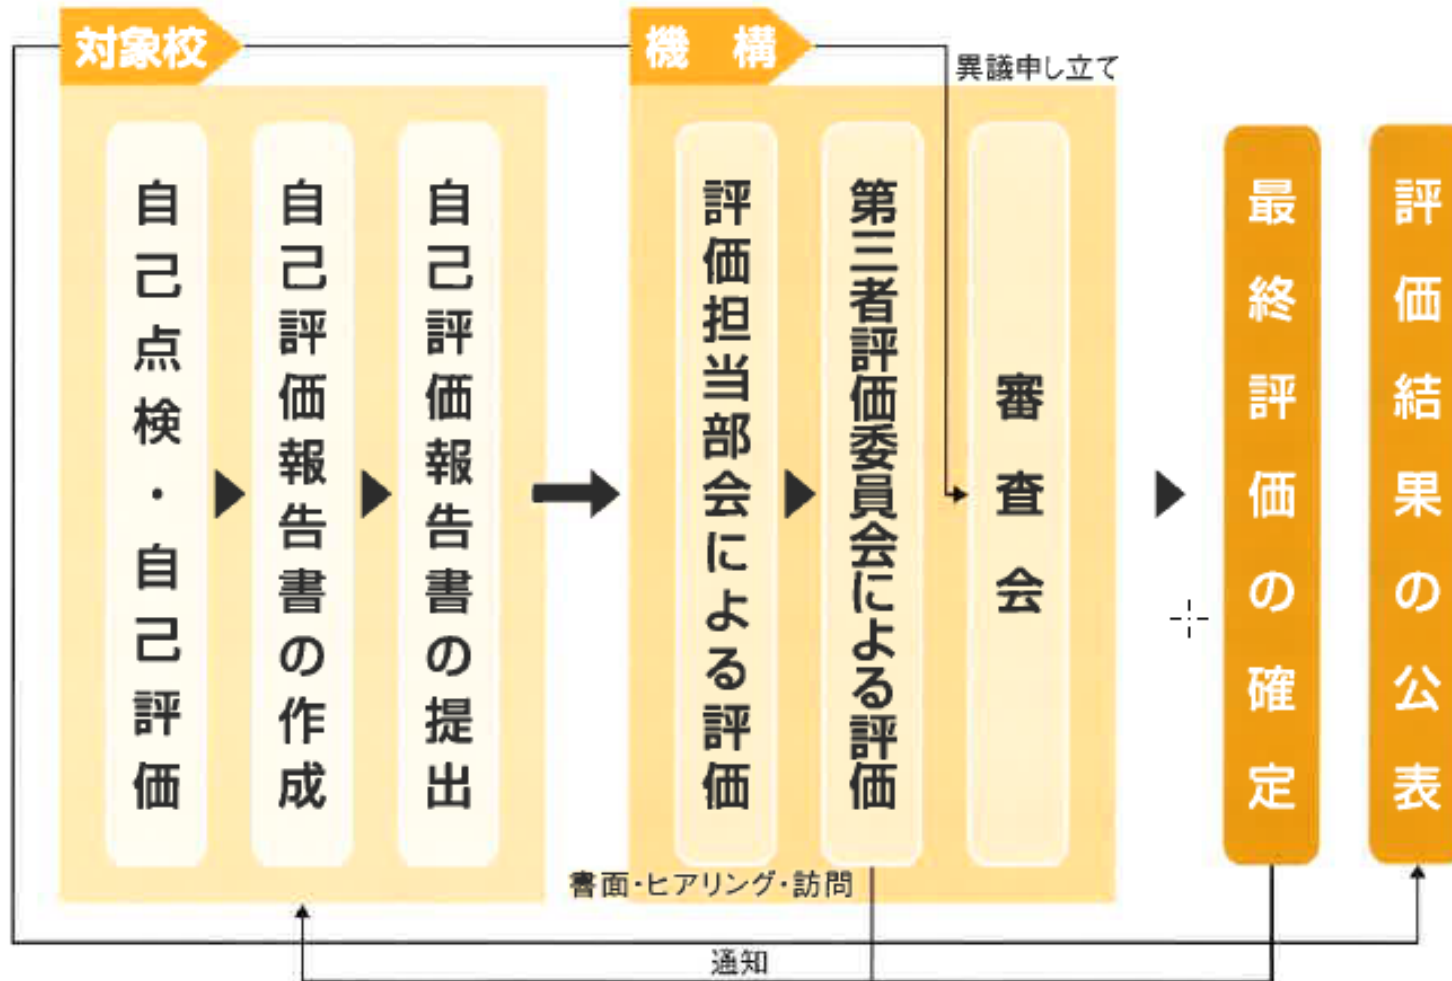 対象校
機 構
異議申し立て
自己点検・自己評価
自己評価報告書の作成
自己評価報告書の提出
評価担当部会による評価
第三者評価委員会による評価
審査会
最終評価の確定
評価結果の公表
書面・ヒアリング・訪問
通知